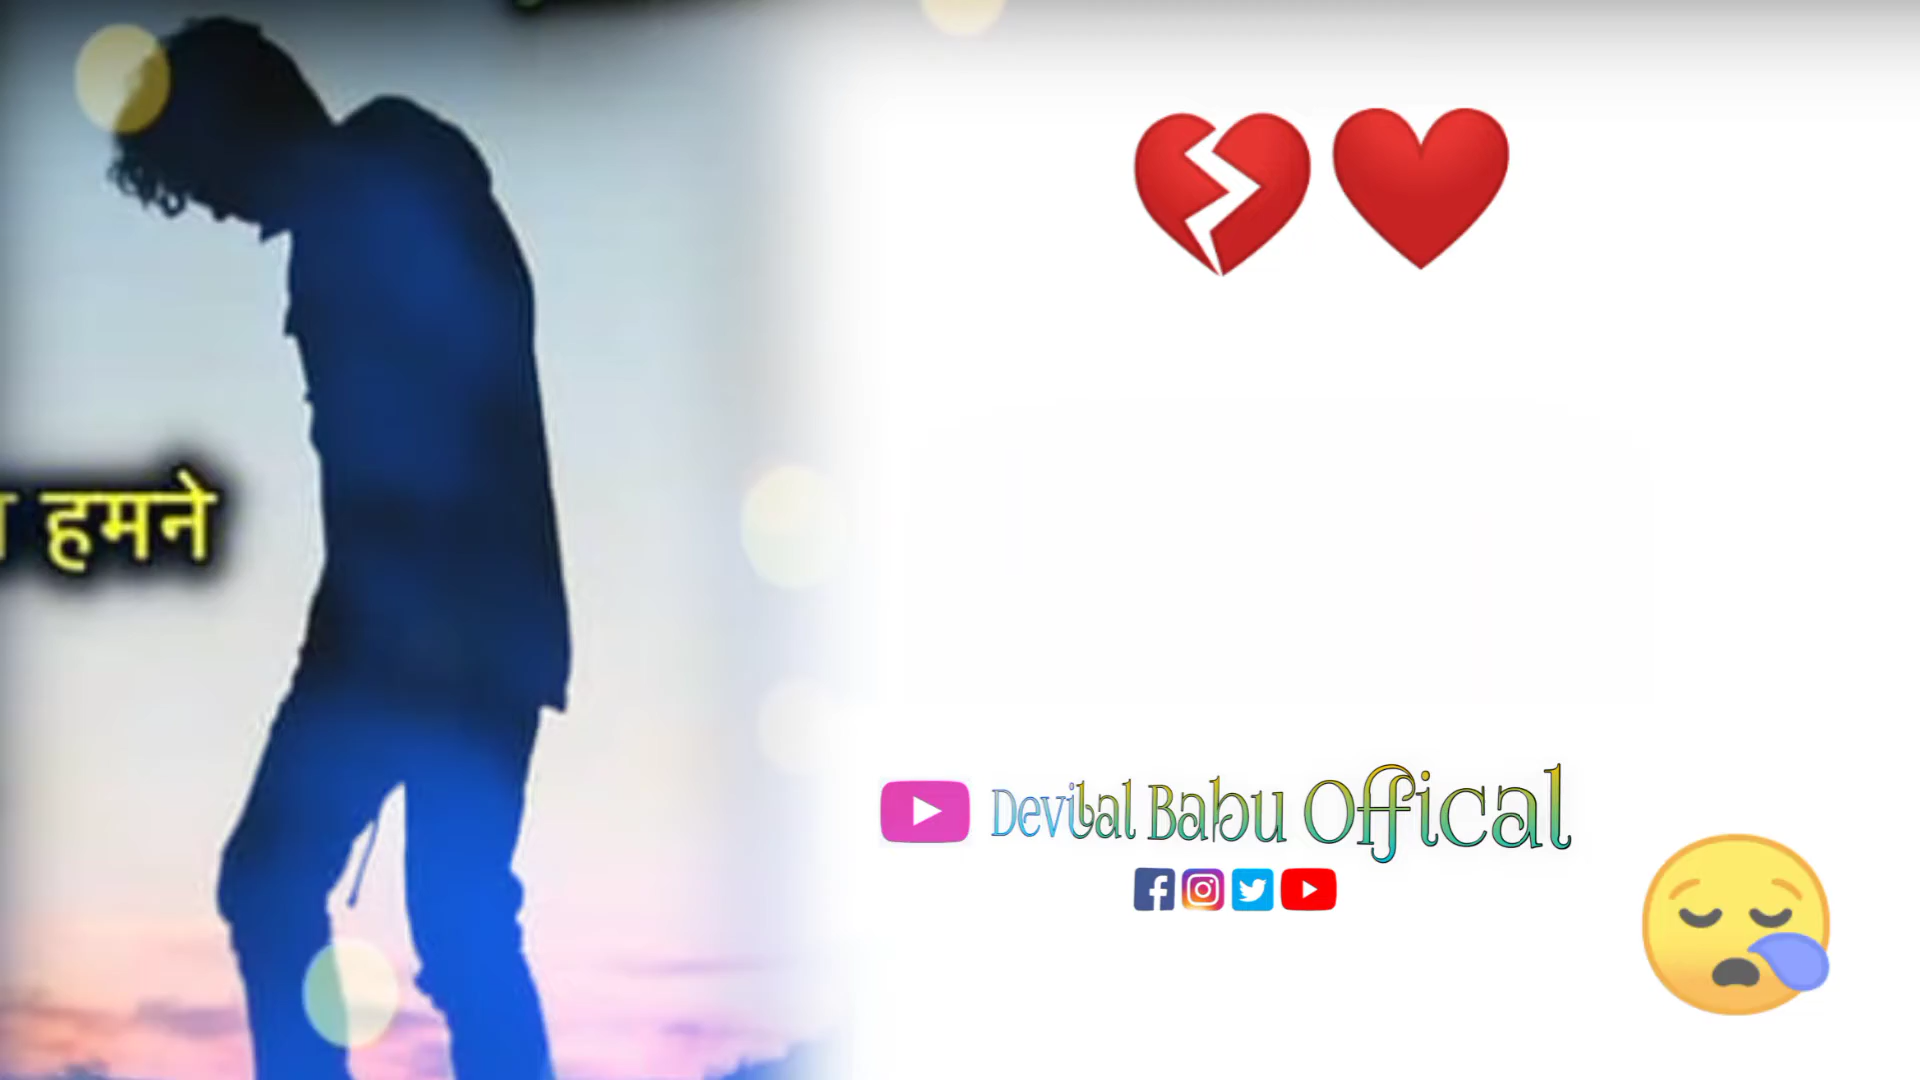 हमने
Devilal Babu Offical